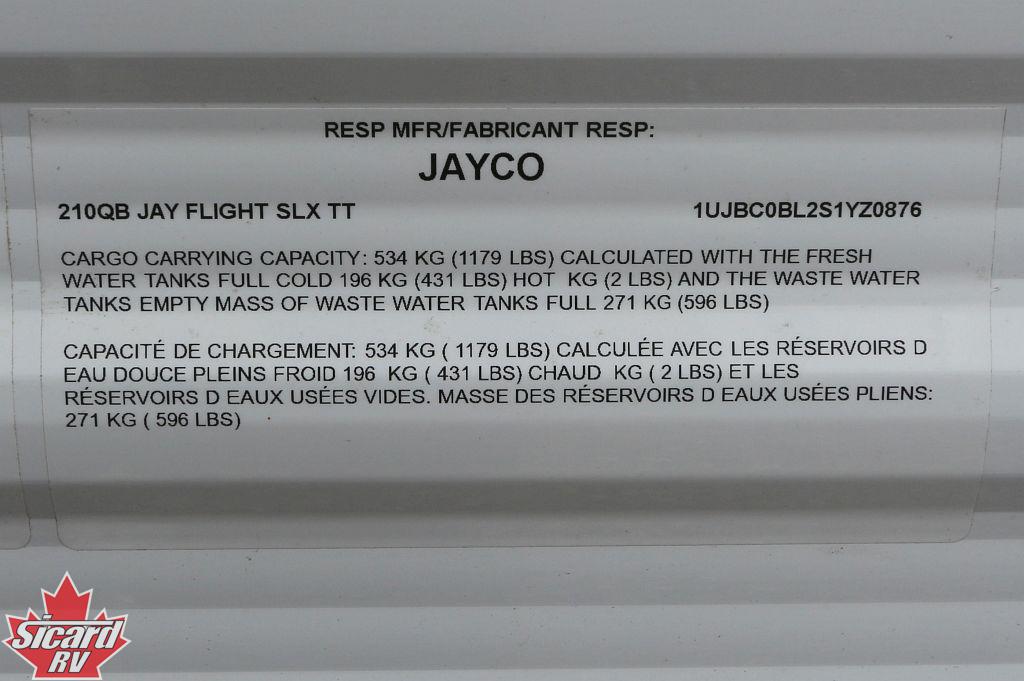 RESP MFR/FABRICANT RESP:
JAYCO
210QB JAY FLIGHT SLX TT 1UJBC0BL2S1YZ0876
CARGO CARRYING CAPACITY: 534 KG (1179 LBS) CALCULATED WITH THE FRESH
WATER TANKS FULL COLD 196 KG (431 LBS) HOT  KG (2 LBS) AND THE WASTE WATER
TANKS EMPTY MASS OF WASTE WATER TANKS FULL 271 KG (596 LBS)
CAPACITÉ DE CHARGEMENT: 534 KG ( 1179 LBS) CALCULÉE AVEC LES RÉSERVOIRS D
EAU DOUCE PLEINS FROID 196  KG ( 431 LBS) CHAUD  KG ( 2 LBS) ET LES
RÉSERVOIRS D EAUX USÉES VIDES. MASSE DES RÉSERVOIRS D EAUX USÉES PLIENS:
271 KG ( 596 LBS)
Sicard
RV